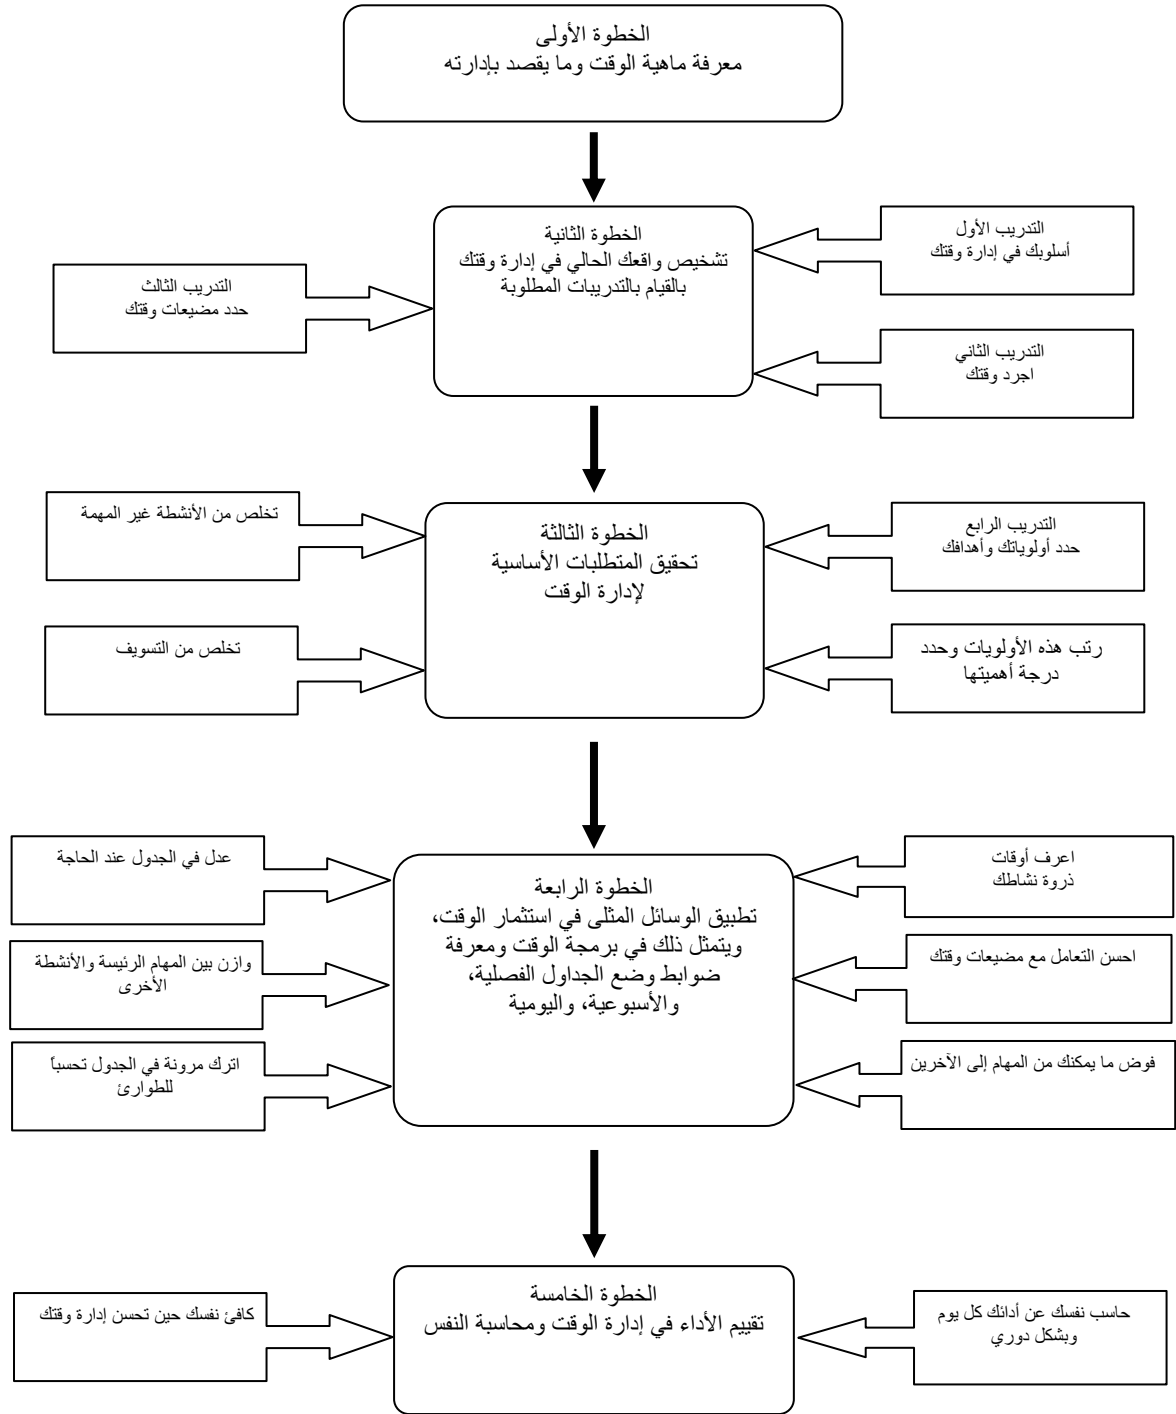 الخطوة الأولى
معرفة ماهية الوقت وما يقصد بإدارته
الخطوة الثانية
تشخيص واقعك الحالي في إدارة وقتك
بالقيام بالتدريبات المطلوبة
التدريب الأول
أسلوبك في إدارة وقتك
التدريب الثاني
اجرد وقتك
التدريب الثالث
حدد مضيعات وقتك
الخطوة الثالثة
تحقيق المتطلبات الأساسية
لإدارة الوقت
التدريب الرابع
حدد أولوياتك وأهدافك
رتب هذه الأولويات وحدد
درجة أهميتها
تخلص من الأنشطة غير المهمة
تخلص من التسويف
الخطوة الرابعة
تطبيق الوسائل المثلى في استثمار الوقت،
ويتمثل ذلك في برمجة الوقت ومعرفة
ضوابط وضع الجداول الفصلية،
والأسبوعية، واليومية
اعرف أوقات
ذروة نشاطك
احسن التعامل مع مضيعات وقتك
فوض ما يمكنك من المهام إلى الآخرين
عدل في الجدول عند الحاجة
وازن بين المهام الرئيسة والأنشطة
الأخرى
اترك مرونة في الجدول تحسباً
للطوارئ
الخطوة الخامسة
تقييم الأداء في إدارة الوقت ومحاسبة النفس
حاسب نفسك عن أدائك كل يوم
وبشكل دوري
كافئ نفسك حين تحسن إدارة وقتك